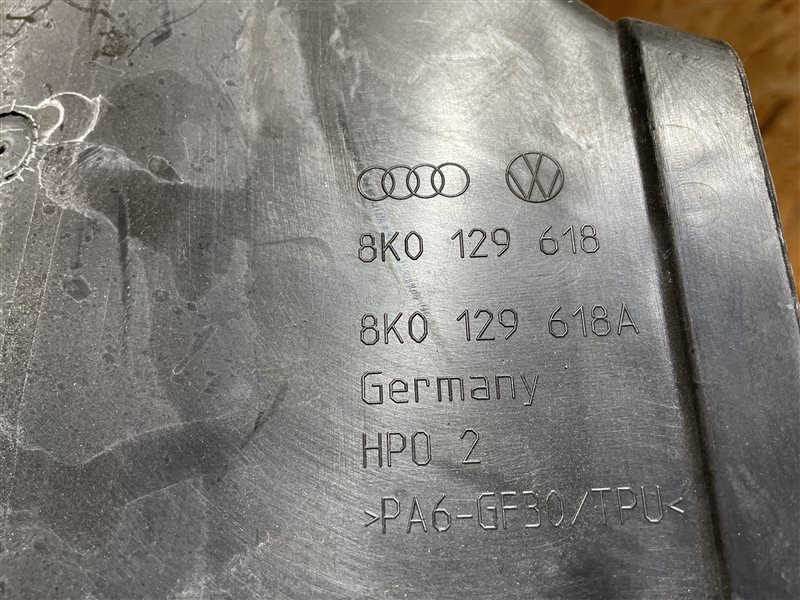 8K0 129 618
8K0 129 618A
Germany
HPO 2
>PA6-GF30/TPU<